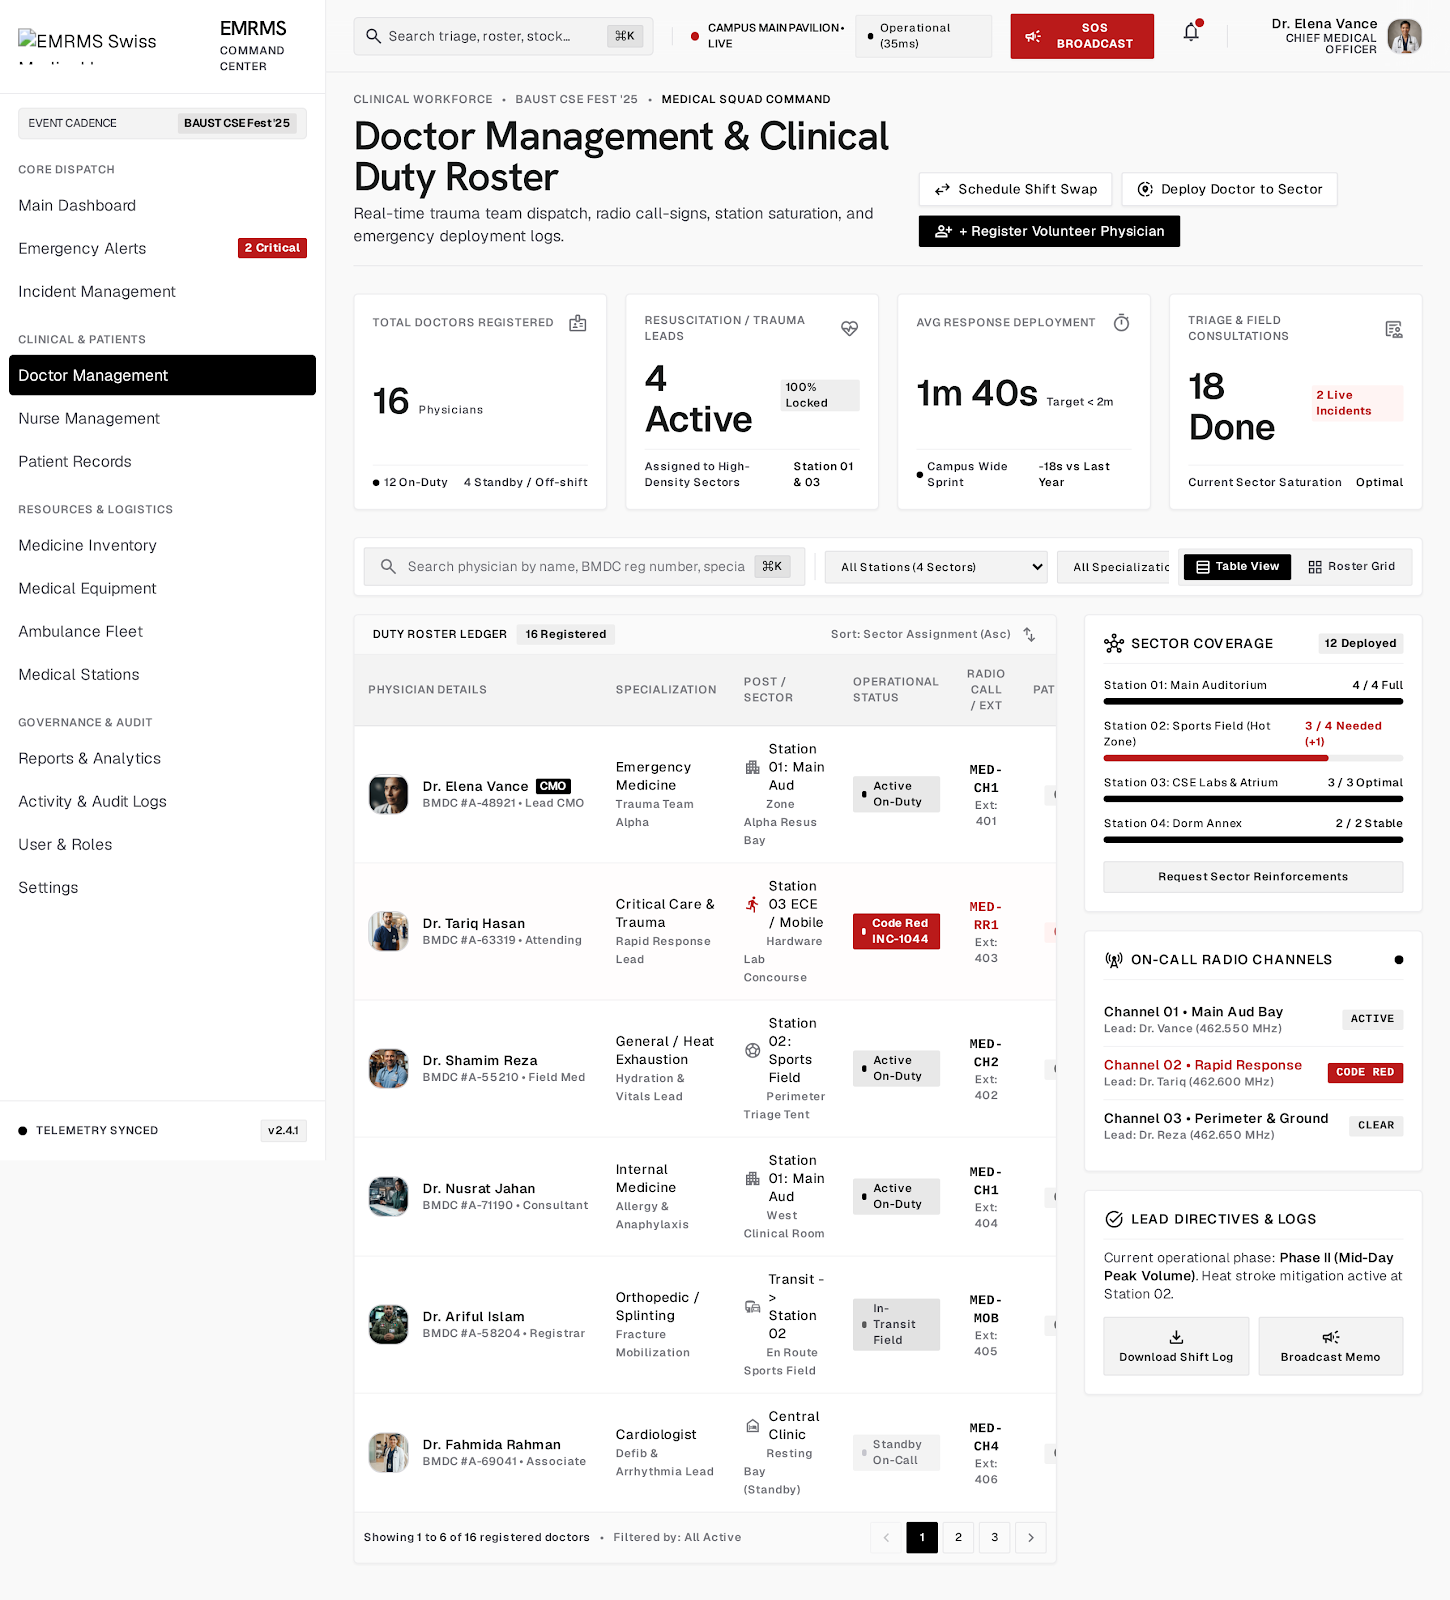 EMRMS Swiss
EMRMS
COMMAND
CENTER
EVENT CADENCE
BAUST CSE Fest '25
CORE DISPATCH
Main Dashboard
Emergency Alerts
2 Critical
Incident Management
CLINICAL & PATIENTS
Doctor Management
Nurse Management
Patient Records
RESOURCES & LOGISTICS
Medicine Inventory
Medical Equipment
Ambulance Fleet
Medical Stations
GOVERNANCE & AUDIT
Reports & Analytics
Activity & Audit Logs
User & Roles
Settings
TELEMETRY SYNCED
v2.4.1
Search triage, roster, stock...
⌘K
CAMPUS MAIN PAVILION •
LIVE
Operational
(35ms)
SOS
BROADCAST
Dr. Elena Vance
CHIEF MEDICAL
OFFICER
CLINICAL WORKFORCE • BAUST CSE FEST '25 • MEDICAL SQUAD COMMAND
Doctor Management & Clinical
Duty Roster
Real-time trauma team dispatch, radio call-signs, station saturation, and
emergency deployment logs.
Schedule Shift Swap
Deploy Doctor to Sector
+ Register Volunteer Physician
TOTAL DOCTORS REGISTERED
16 Physicians
12 On-Duty
4 Standby / Off-shift
RESUSCITATION / TRAUMA
LEADS
4
Active
100%
Locked
Assigned to High-
Density Sectors
Station 01
& 03
AVG RESPONSE DEPLOYMENT
1m 40s Target < 2m
Campus Wide
Sprint
-18s vs Last
Year
TRIAGE & FIELD
CONSULTATIONS
18
Done
2 Live
Incidents
Current Sector Saturation
Optimal
Search physician by name, BMDC reg number, specia
⌘K
All Stations (4 Sectors)
All Specializatio
Table View
Roster Grid
DUTY ROSTER LEDGER
16 Registered
Sort: Sector Assignment (Asc)
PHYSICIAN DETAILS
SPECIALIZATION
POST /
SECTOR
OPERATIONAL
STATUS
RADIO
CALL
/ EXT
PAT
Dr. Elena Vance CMO
BMDC #A-48921 • Lead CMO
Emergency
Medicine
Trauma Team
Alpha
Station
01: Main
Aud
Zone
Alpha Resus
Bay
Active
On-Duty
MED-
CH1
Ext:
401
Dr. Tariq Hasan
BMDC #A-63319 • Attending
Critical Care &
Trauma
Rapid Response
Lead
Station
03 ECE
/ Mobile
Hardware
Lab
Concourse
Code Red
INC-1044
MED-
RR1
Ext:
403
Dr. Shamim Reza
BMDC #A-55210 • Field Med
General / Heat
Exhaustion
Hydration &
Vitals Lead
Station
02:
Sports
Field
Perimeter
Triage Tent
Active
On-Duty
MED-
CH2
Ext:
402
Dr. Nusrat Jahan
BMDC #A-71190 • Consultant
Internal
Medicine
Allergy &
Anaphylaxis
Station
01: Main
Aud
West
Clinical Room
Active
On-Duty
MED-
CH1
Ext:
404
Dr. Ariful Islam
BMDC #A-58204 • Registrar
Orthopedic /
Splinting
Fracture
Mobilization
Transit -
>
Station
02
En Route
Sports Field
In-
Transit
Field
MED-
MOB
Ext:
405
Dr. Fahmida Rahman
BMDC #A-69041 • Associate
Cardiologist
Defib &
Arrhythmia Lead
Central
Clinic
Resting
Bay
(Standby)
Standby
On-Call
MED-
CH4
Ext:
406
Showing 1 to 6 of 16 registered doctors • Filtered by: All Active
1
2
3
SECTOR COVERAGE
12 Deployed
Station 01: Main Auditorium
4 / 4 Full
Station 02: Sports Field (Hot
Zone)
3 / 4 Needed
(+1)
Station 03: CSE Labs & Atrium
3 / 3 Optimal
Station 04: Dorm Annex
2 / 2 Stable
Request Sector Reinforcements
ON-CALL RADIO CHANNELS
Channel 01 • Main Aud Bay
Lead: Dr. Vance (462.550 MHz)
ACTIVE
Channel 02 • Rapid Response
Lead: Dr. Tariq (462.600 MHz)
CODE RED
Channel 03 • Perimeter & Ground
Lead: Dr. Reza (462.650 MHz)
CLEAR
LEAD DIRECTIVES & LOGS
Current operational phase: Phase II (Mid-Day
Peak Volume). Heat stroke mitigation active at
Station 02.
Download Shift Log
Broadcast Memo